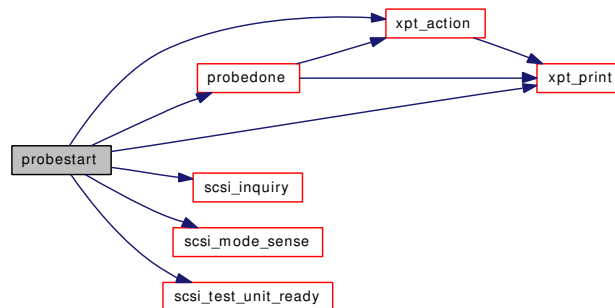 xpt_action
probedone
xpt_print
probestart
scsi_inquiry
scsi_mode_sense
scsi_test_unit_ready